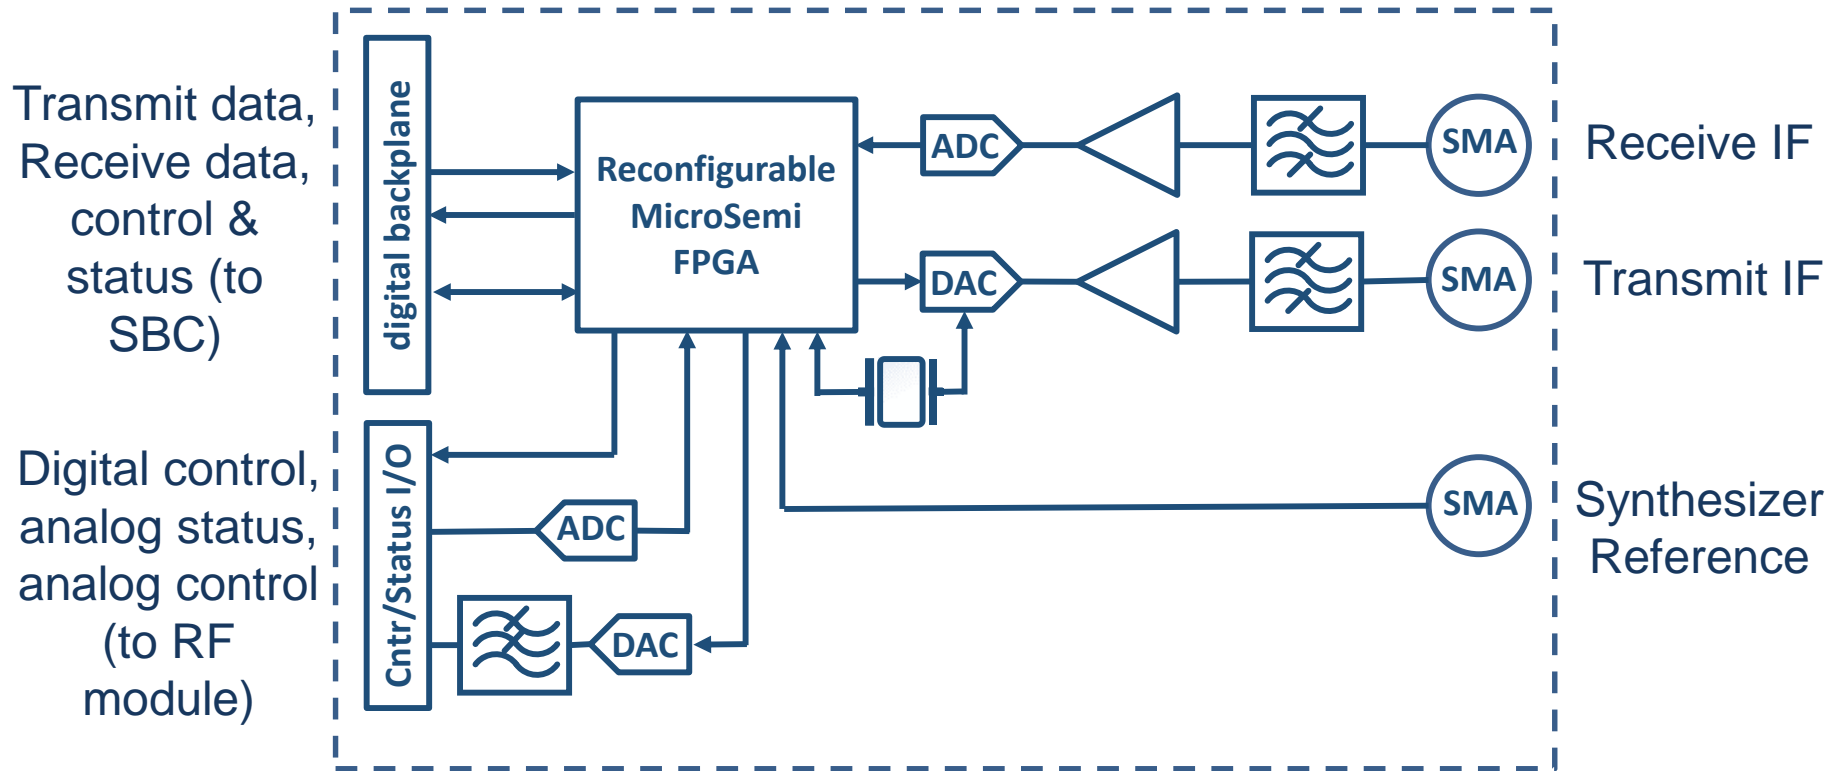 Transmit data,
Receive data,
control &
status (to
SBC)
digital backplane
Reconfigurable
MicroSemi
FPGA
ADC
SMA
Receive IF
DAC
SMA
Transmit IF
Digital control,
analog status,
analog control
(to RF
module)
Cntr/Status I/O
ADC
DAC
SMA
Synthesizer
Reference